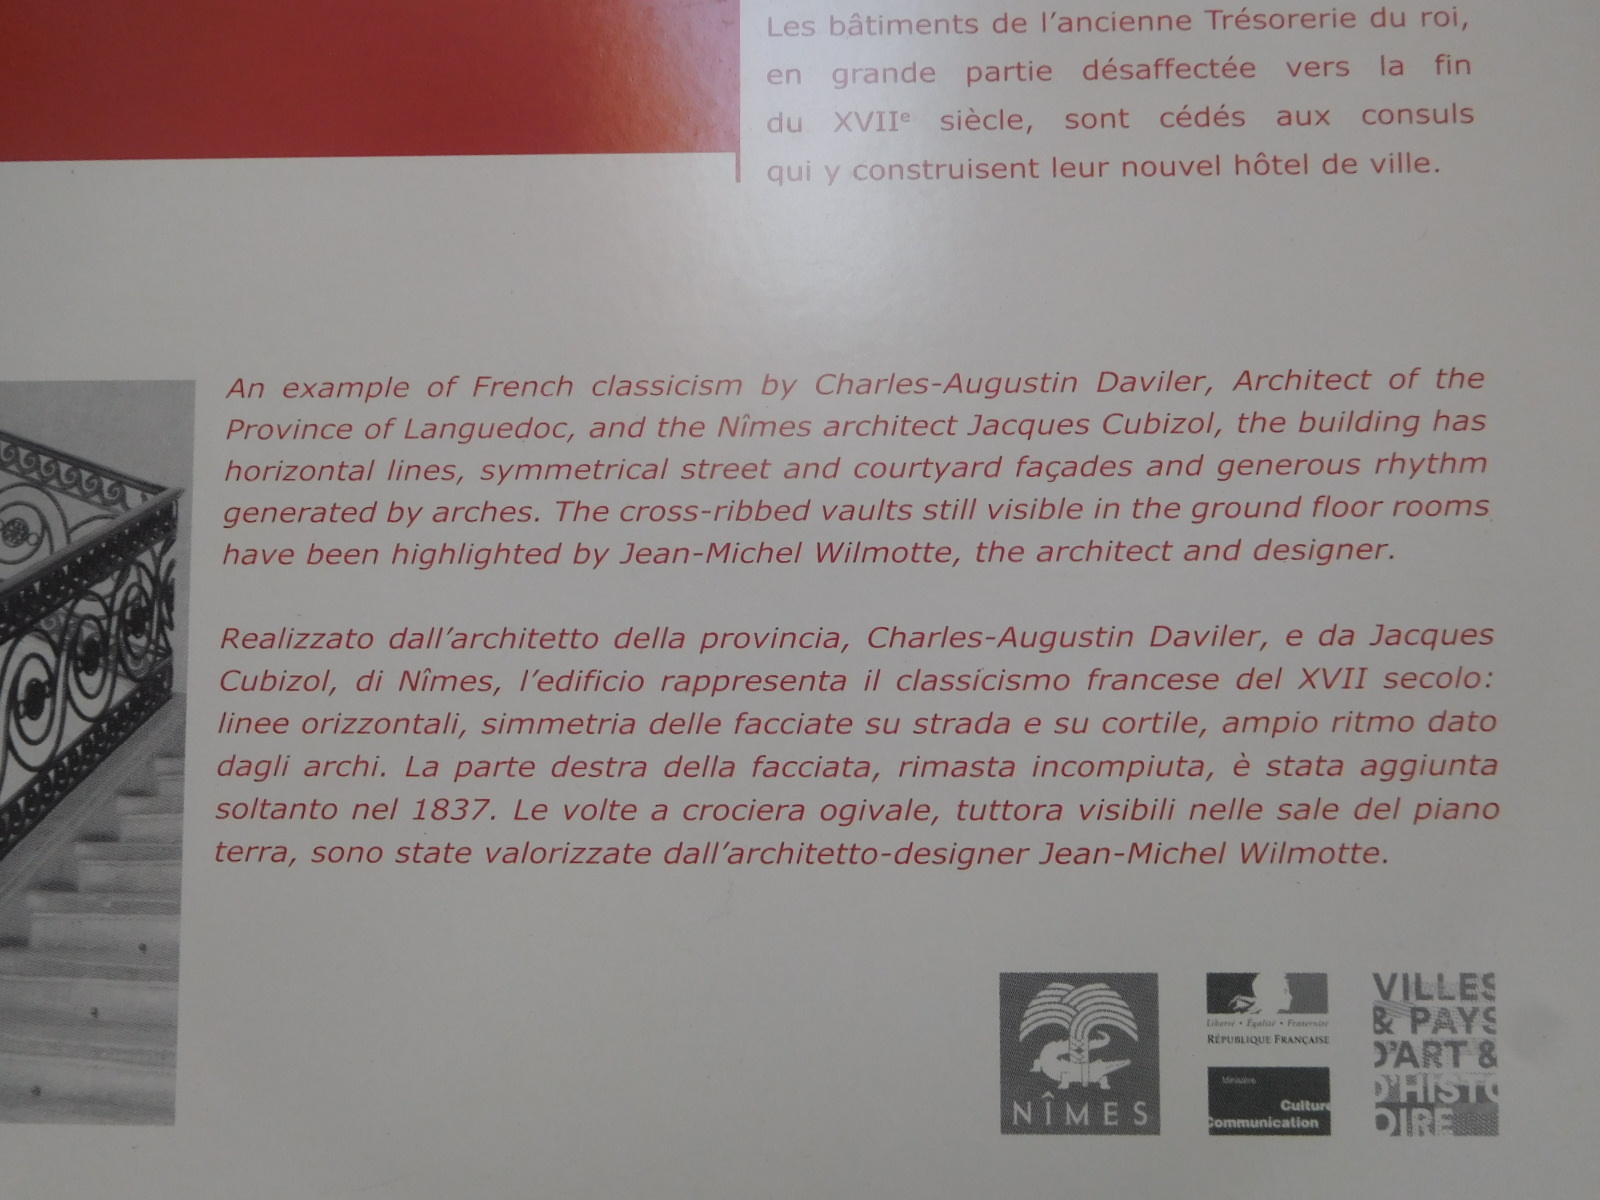 Les bâtiments de l'ancienne Trésorerie du roi,
en grande partie désaffectée vers la fin
du XVIIe siècle, sont cédés aux consuls
qui y construisent leur nouvel hôtel de ville.
An example of French classicism by Charles-Augustin Daviler, Architect of the
Province of Languedoc, and the Nîmes architect Jacques Cubizol, the building has
horizontal lines, symmetrical street and courtyard façades and generous rhythm
generated by arches. The cross-ribbed vaults still visible in the ground floor rooms
have been highlighted by Jean-Michel Wilmotte, the architect and designer.
Realizzato dall'architetto della provincia, Charles-Augustin Daviler, e da Jacques
Cubizol, di Nîmes, l'edificio rappresenta il classicismo francese del XVII secolo:
linee orizzontali, simmetria delle facciate su strada e su cortile, ampio ritmo dato
dagli archi. La parte destra della facciata, rimasta incompiuta, è stata aggiunta
soltanto nel 1837. Le volte a crociera ogivale, tuttora visibili nelle sale del piano
terra, sono state valorizzate dall'architetto-designer Jean-Michel Wilmotte.
NÎMES
Liberté • Égalité • Fraternité
RÉPUBLIQUE FRANÇAISE
Ministère
Culture
Communication
VILLES
& PAYS
D'ART &
D'HISTO
OIRE